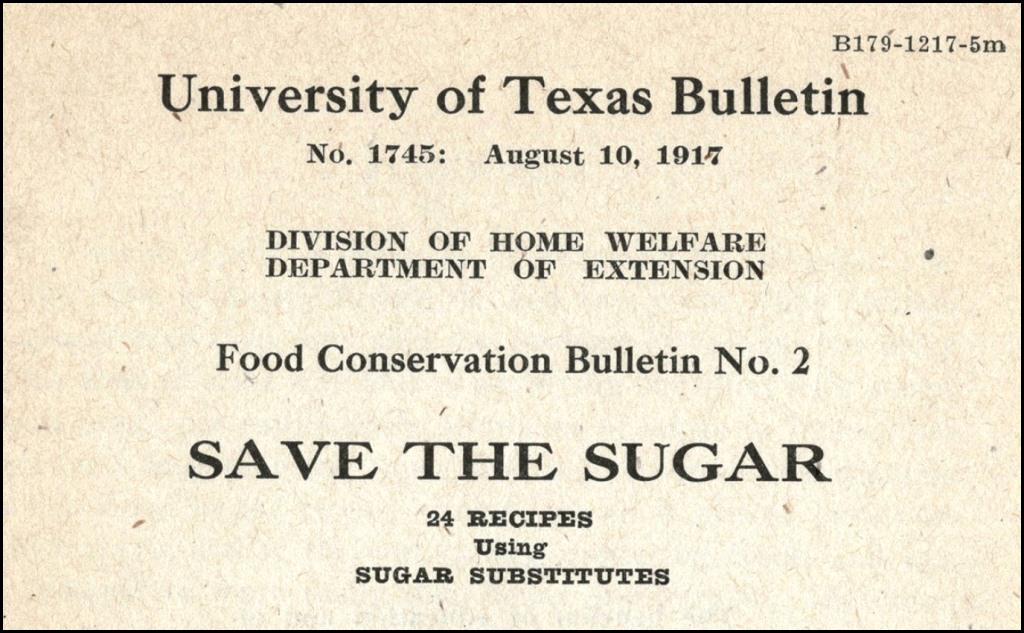 B179-1217-5m
University of Texas Bulletin
No. 1745: August 10, 1917
DIVISION OF HOME WELFARE
DEPARTMENT OF EXTENSION
Food Conservation Bulletin No. 2
SAVE THE SUGAR
24 RECIPES
Using
SUGAR SUBSTITUTES